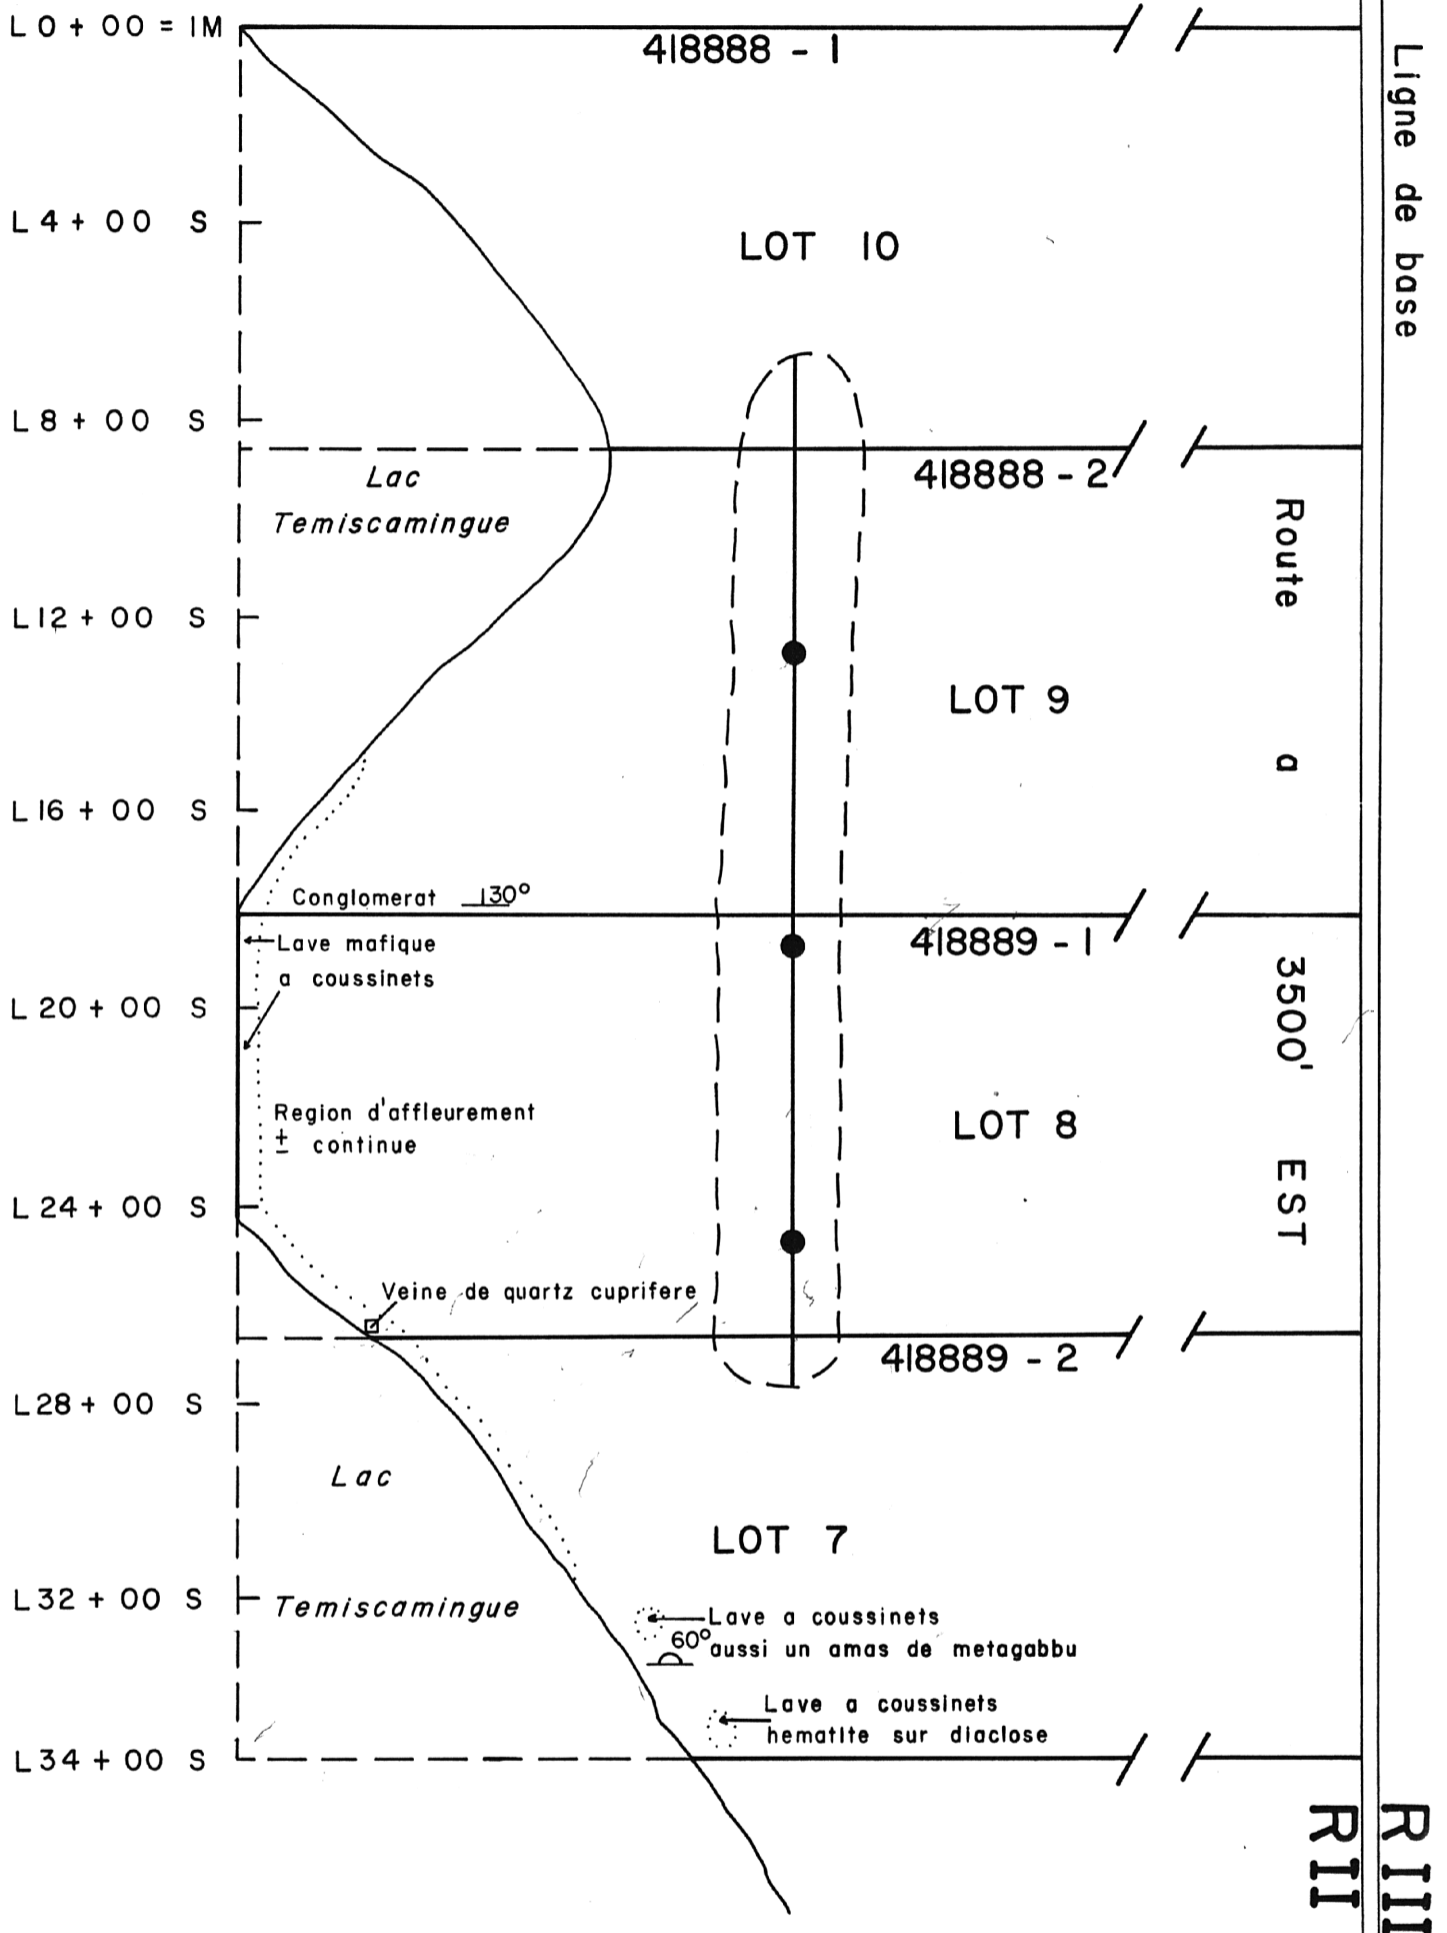 L 0 + 00 = 1M
418888 - 1
Ligne de base
L 4 + 00 S
LOT 10
L 8 + 00 S
418888 - 2
Lac
Temiscamingue
Route a 3500' EST
L 12 + 00 S
LOT 9
L 16 + 00 S
Conglomerat 130°
418889 - 1
Lave mafique
a coussinets
L 20 + 00 S
Region d'affleurement
± continue
LOT 8
L 24 + 00 S
Veine de quartz cuprifere
418889 - 2
L 28 + 00 S
Lac
Temiscamingue
LOT 7
L 32 + 00 S
Lave a coussinets
60° aussi un amas de metagabbu
Lave a coussinets
hematite sur diaclose
L 34 + 00 S
R III
R II